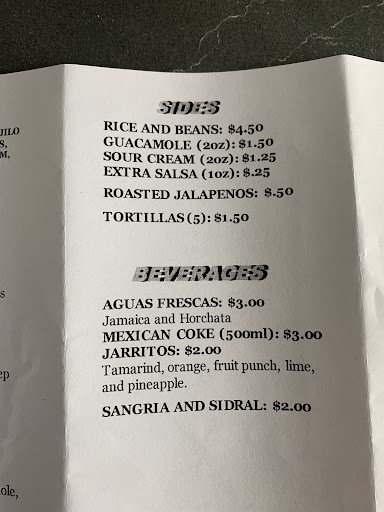 SIDES
RICE AND BEANS: $4.50
GUACAMOLE (2oz): $1.50
SOUR CREAM (2oz): $1.25
EXTRA SALSA (1oz): $.25
ROASTED JALAPENOS: $.50
TORTILLAS (5): $1.50
BEVERAGES
AGUAS FRESCAS: $3.00
Jamaica and Horchata
MEXICAN COKE (500ml): $3.00
JARRITOS: $2.00
Tamarind, orange, fruit punch, lime,
and pineapple.
SANGRIA AND SIDRAL: $2.00